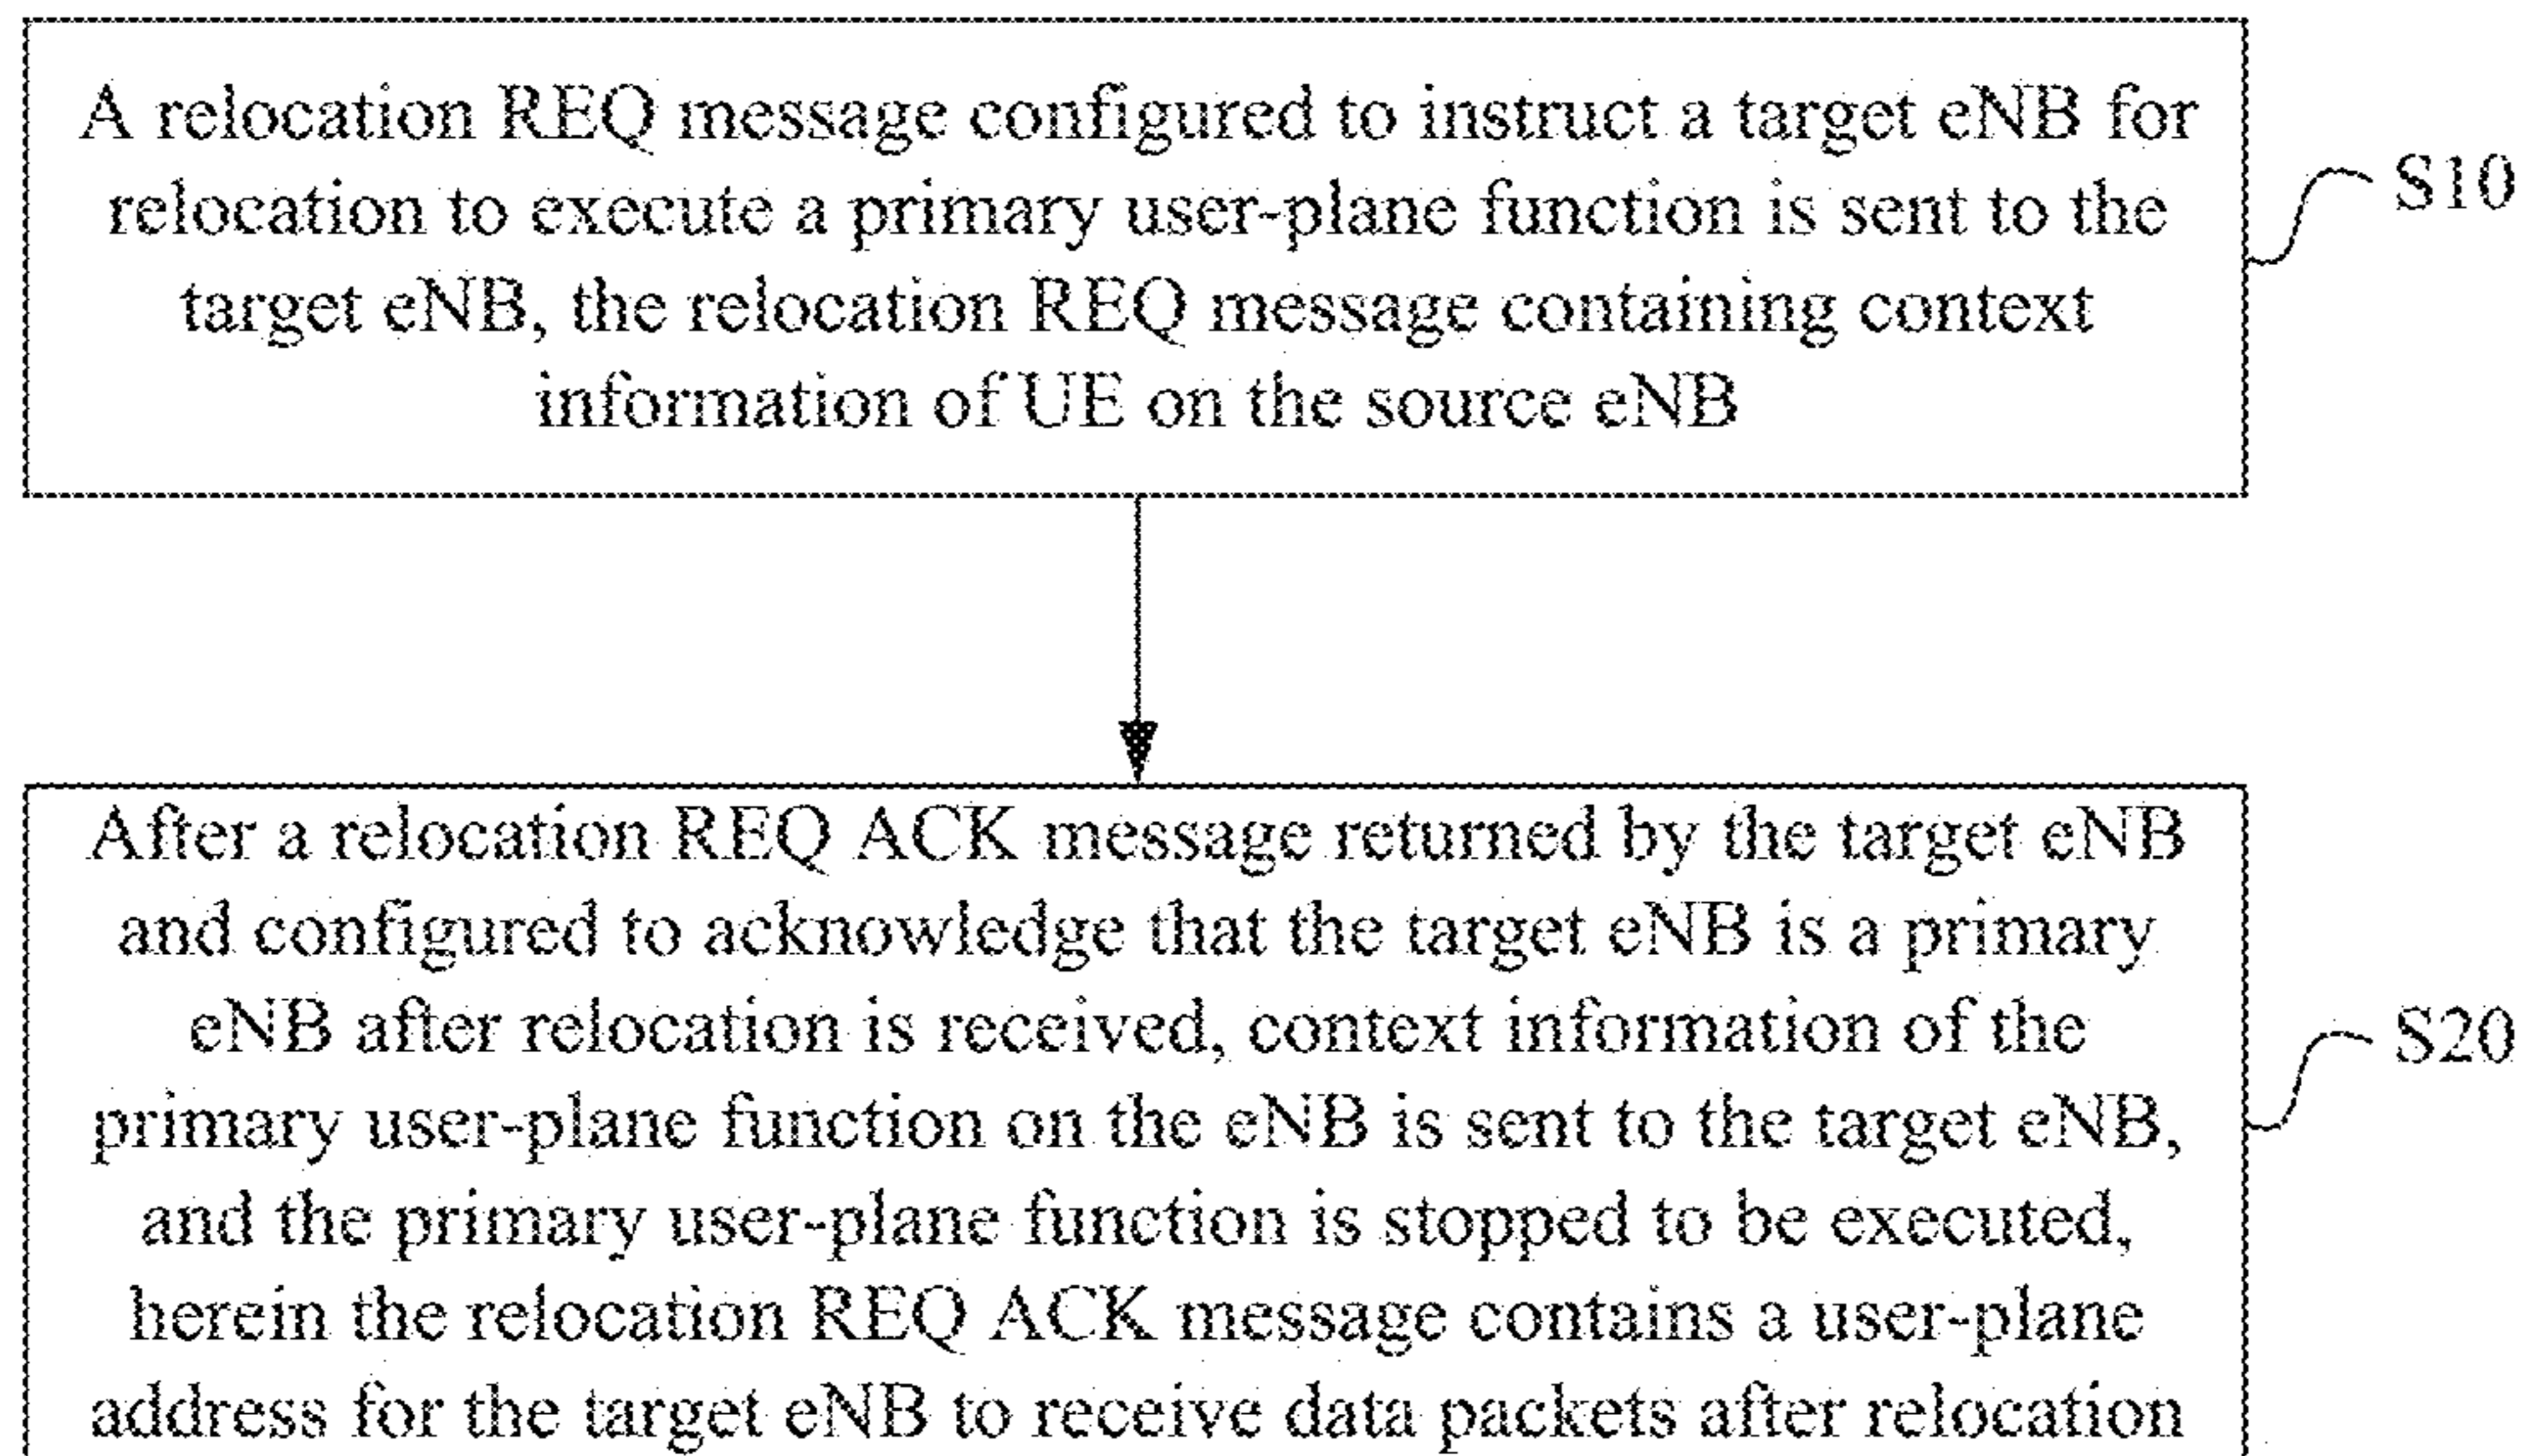 A relocation REQ message configured to instruct a target eNB for
relocation to execute a primary user-plane function is sent to the
target eNB, the relocation REQ message containing context
information of UE on the source eNB
S10
After a relocation REQ ACK message returned by the target eNB
and configured to acknowledge that the target eNB is a primary
eNB after relocation is received, context information of the
primary user-plane function on the eNB is sent to the target eNB,
and the primary user-plane function is stopped to be executed,
herein the relocation REQ ACK message contains a user-plane
address for the target eNB to receive data packets after relocation
S20